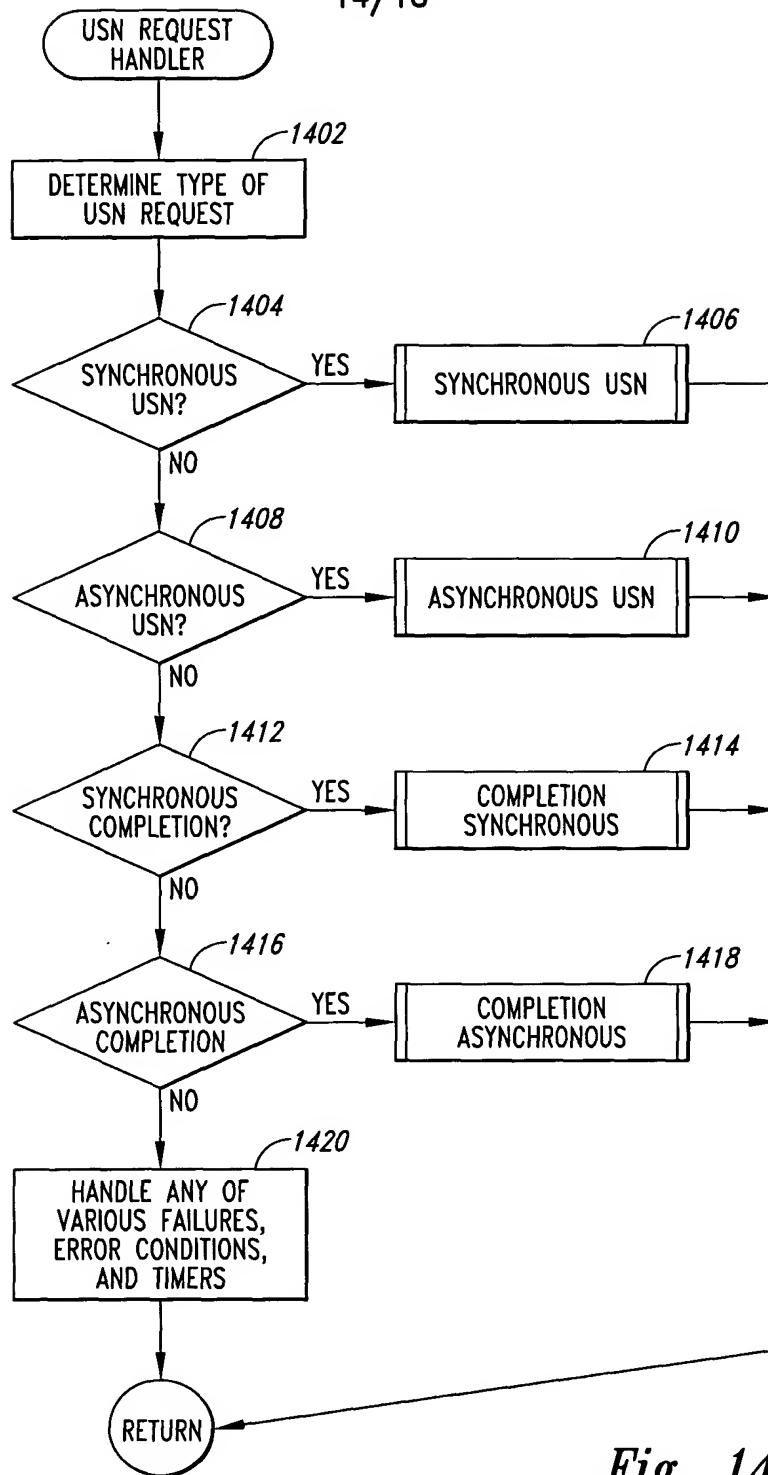 USN REQUEST
HANDLER
1402
DETERMINE TYPE OF
USN REQUEST
1404
SYNCHRONOUS
USN?
YES
1406
SYNCHRONOUS USN
NO
1408
ASYNCHRONOUS
USN?
YES
1410
ASYNCHRONOUS USN
NO
1412
SYNCHRONOUS
COMPLETION?
YES
1414
COMPLETION
SYNCHRONOUS
NO
1416
ASYNCHRONOUS
COMPLETION
YES
1418
COMPLETION
ASYNCHRONOUS
NO
1420
HANDLE ANY OF
VARIOUS FAILURES,
ERROR CONDITIONS,
AND TIMERS
RETURN
Fig. 14